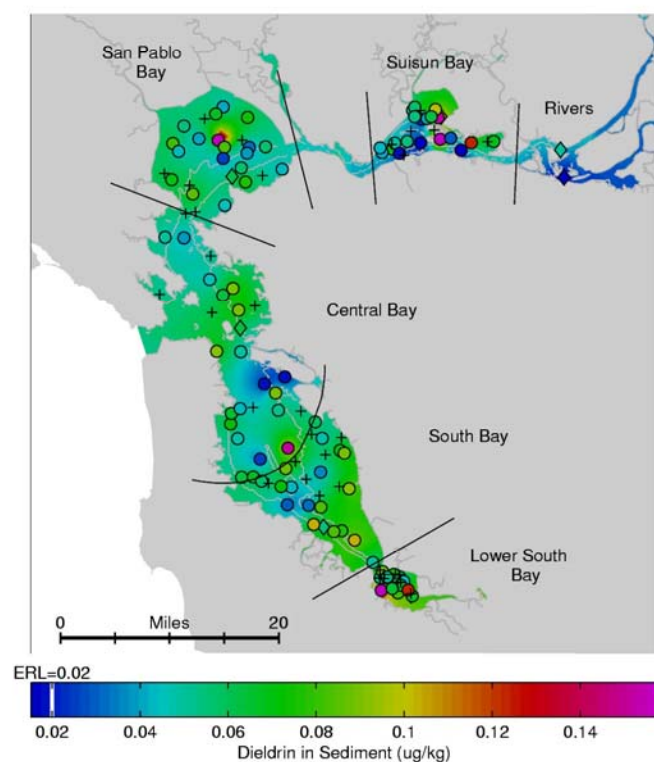 San Pablo
Bay
Suisun Bay
Rivers
Central Bay
South Bay
Lower South
Bay
0 Miles 20
ERL=0.02
0.02 0.04 0.06 0.08 0.1 0.12 0.14
Dieldrin in Sediment (ug/kg)